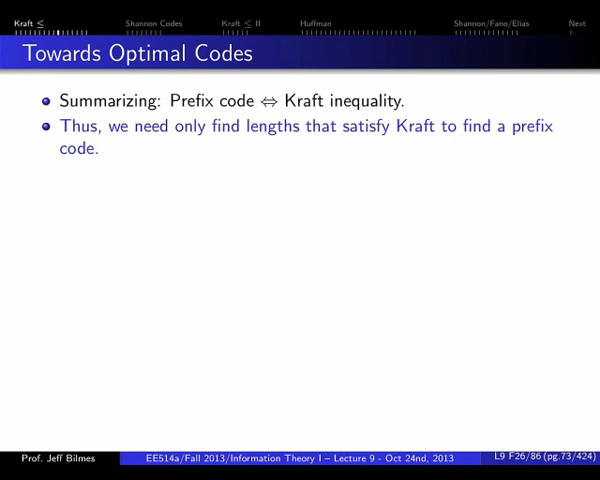 Kraft ≤ Shannon Codes Kraft ≤ II Huffman Shannon/Fano/Elias Next
Towards Optimal Codes
Summarizing: Prefix code ⇔ Kraft inequality.
Thus, we need only find lengths that satisfy Kraft to find a prefix
code.
Prof. Jeff Bilmes EE514a/Fall 2013/Information Theory I – Lecture 9 - Oct 24nd, 2013 L9 F26/86 (pg.73/424)